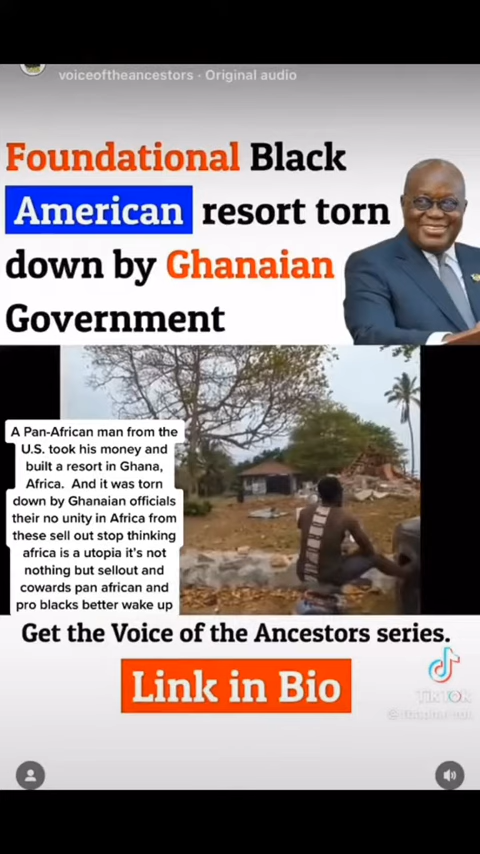 voiceoftheancestors · Original audio
Foundational Black
American resort torn
down by Ghanaian
Government
A Pan-African man from the
U.S. took his money and
built a resort in Ghana,
Africa. And it was torn
down by Ghanaian officials
their no unity in Africa from
these sell out stop thinking
africa is a utopia it's not
nothing but sellout and
cowards pan african and
pro blacks better wake up
Get the Voice of the Ancestors series.
Link in Bio
TikTok